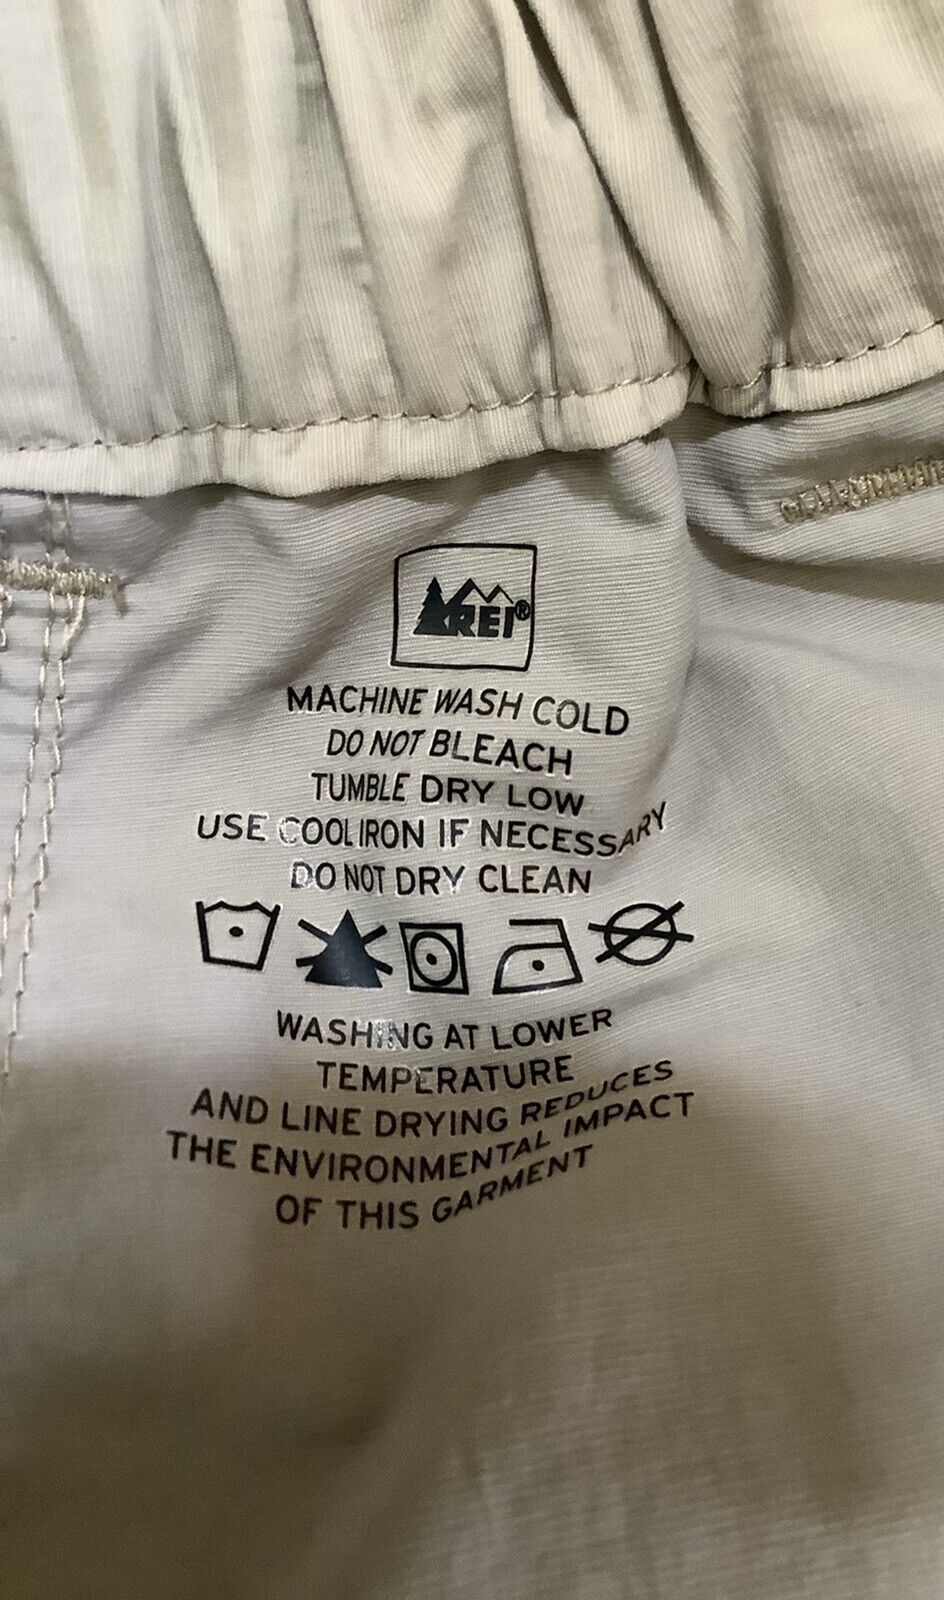 REI®
MACHINE WASH COLD
DO NOT BLEACH
TUMBLE DRY LOW
USE COOL IRON IF NECESSARY
DO NOT DRY CLEAN
WASHING AT LOWER
TEMPERATURE
AND LINE DRYING REDUCES
THE ENVIRONMENTAL IMPACT
OF THIS GARMENT